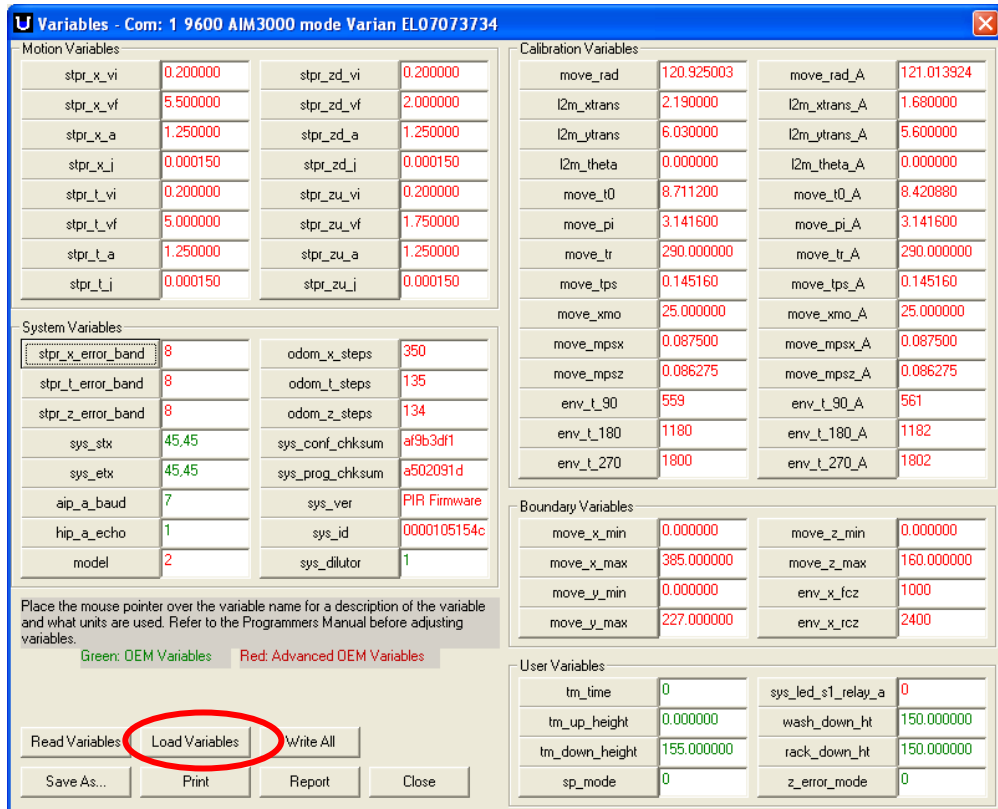 Variables - Com: 1 9600 AIM3000 mode Varian EL07073734
Motion Variables
stpr_x_vi 0.200000 stpr_zd_vi 0.200000
stpr_x_vf 5.500000 stpr_zd_vf 2.000000
stpr_x_a 1.250000 stpr_zd_a 1.250000
stpr_x_j 0.000150 stpr_zd_j 0.000150
stpr_t_vi 0.200000 stpr_zu_vi 0.200000
stpr_t_vf 5.000000 stpr_zu_vf 1.750000
stpr_t_a 1.250000 stpr_zu_a 1.250000
stpr_t_j 0.000150 stpr_zu_j 0.000150
System Variables
stpr_x_error_band 8 odom_x_steps 350
stpr_t_error_band 8 odom_t_steps 135
stpr_z_error_band 8 odom_z_steps 134
sys_stx 45,45 sys_conf_chksum af9b3df1
sys_etx 45,45 sys_prog_chksum a502091d
aip_a_baud 7 sys_ver PIR Firmware
hip_a_echo 1 sys_id 0000105154c
model 2 sys_dilutor 1
Place the mouse pointer over the variable name for a description of the variable
and what units are used. Refer to the Programmers Manual before adjusting
variables.
Green: OEM Variables Red: Advanced OEM Variables
Read Variables Load Variables Write All
Save As... Print Report Close
Calibration Variables
move_rad 120.925003 move_rad_A 121.013924
l2m_xtrans 2.190000 l2m_xtrans_A 1.680000
l2m_ytrans 6.030000 l2m_ytrans_A 5.600000
l2m_theta 0.000000 l2m_theta_A 0.000000
move_t0 8.711200 move_t0_A 8.420880
move_pi 3.141600 move_pi_A 3.141600
move_tr 290.000000 move_tr_A 290.000000
move_tps 0.145160 move_tps_A 0.145160
move_xmo 25.000000 move_xmo_A 25.000000
move_mpsx 0.087500 move_mpsx_A 0.087500
move_mpsz 0.086275 move_mpsz_A 0.086275
env_t_90 559 env_t_90_A 561
env_t_180 1180 env_t_180_A 1182
env_t_270 1800 env_t_270_A 1802
Boundary Variables
move_x_min 0.000000 move_z_min 0.000000
move_x_max 385.000000 move_z_max 160.000000
move_y_min 0.000000 env_x_fcz 1000
move_y_max 227.000000 env_x_rcz 2400
User Variables
tm_time 0 sys_led_s1_relay_a 0
tm_up_height 0.000000 wash_down_ht 150.000000
tm_down_height 155.000000 rack_down_ht 150.000000
sp_mode 0 z_error_mode 0